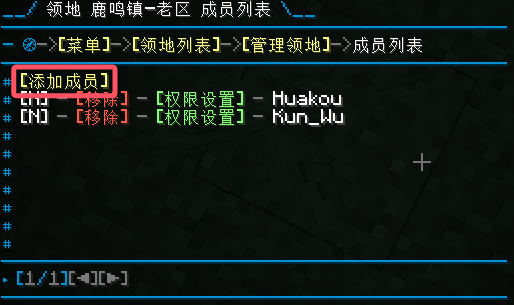 __/ 领地 鹿鸣镇—老区 成员列表 \__
—>[菜单]—>[领地列表]—>[管理领地]—>成员列表
# [添加成员]
# [N] — [移除] — [权限设置] — Huakou
# [N] — [移除] — [权限设置] — Kun_Wu
#
#
#
#
#
#
#
▸ [1/1][◀][▶]